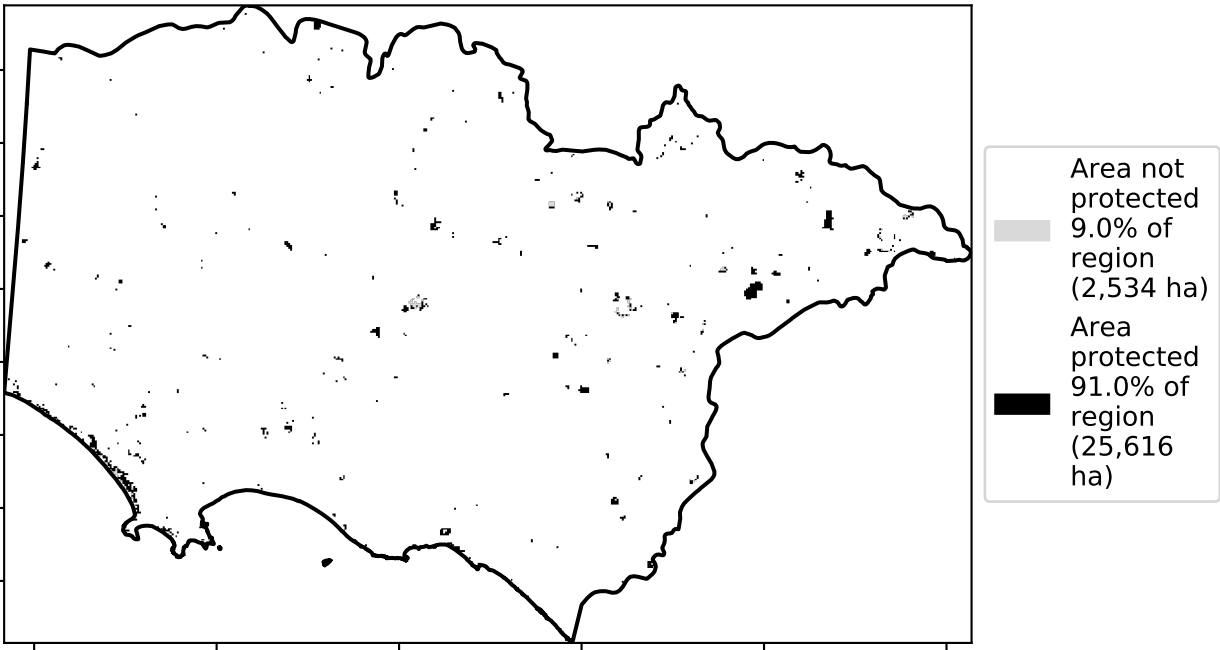 Area not
protected
9.0% of
region
(2,534 ha)
Area
protected
91.0% of
region
(25,616
ha)